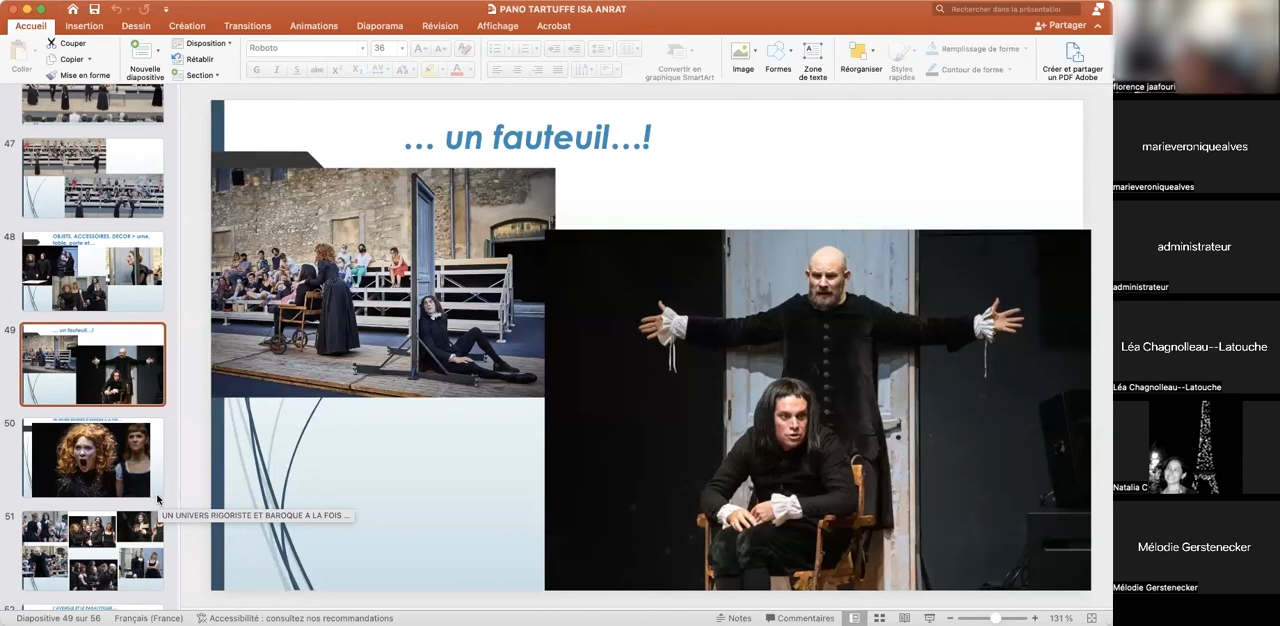 PANO TARTUFFE ISA ANRAT
Rechercher dans la présentation
Accueil
Insertion
Dessin
Création
Transitions
Animations
Diaporama
Révision
Affichage
Acrobat
Partager
Coller
Couper
Copier
Mise en forme
Nouvelle
diapositive
Disposition
Rétablir
Section
Roboto
36
G I S abc X² X₂
Convertir en
graphique SmartArt
Image
Formes
Zone
de texte
Réorganiser
Styles
rapides
Remplissage de forme
Contour de forme
Créer et partager
un PDF Adobe
47
48
OBJETS, ACCESSOIRES, DECOR > urne,
table, porte et...
49
... un fauteuil...!
50
UN UNIVERS RIGORISTE ET BAROQUE A LA FOIS ...
51
52
... un fauteuil...!
florence jaafouri
marieveroniquealves
marieveroniquealves
administrateur
administrateur
Léa Chagnolleau--Latouche
Léa Chagnolleau--Latouche
Natalia C
Mélodie Gerstenecker
Mélodie Gerstenecker
Diapositive 49 sur 56
Français (France)
Accessibilité : consultez nos recommandations
Notes
Commentaires
131 %